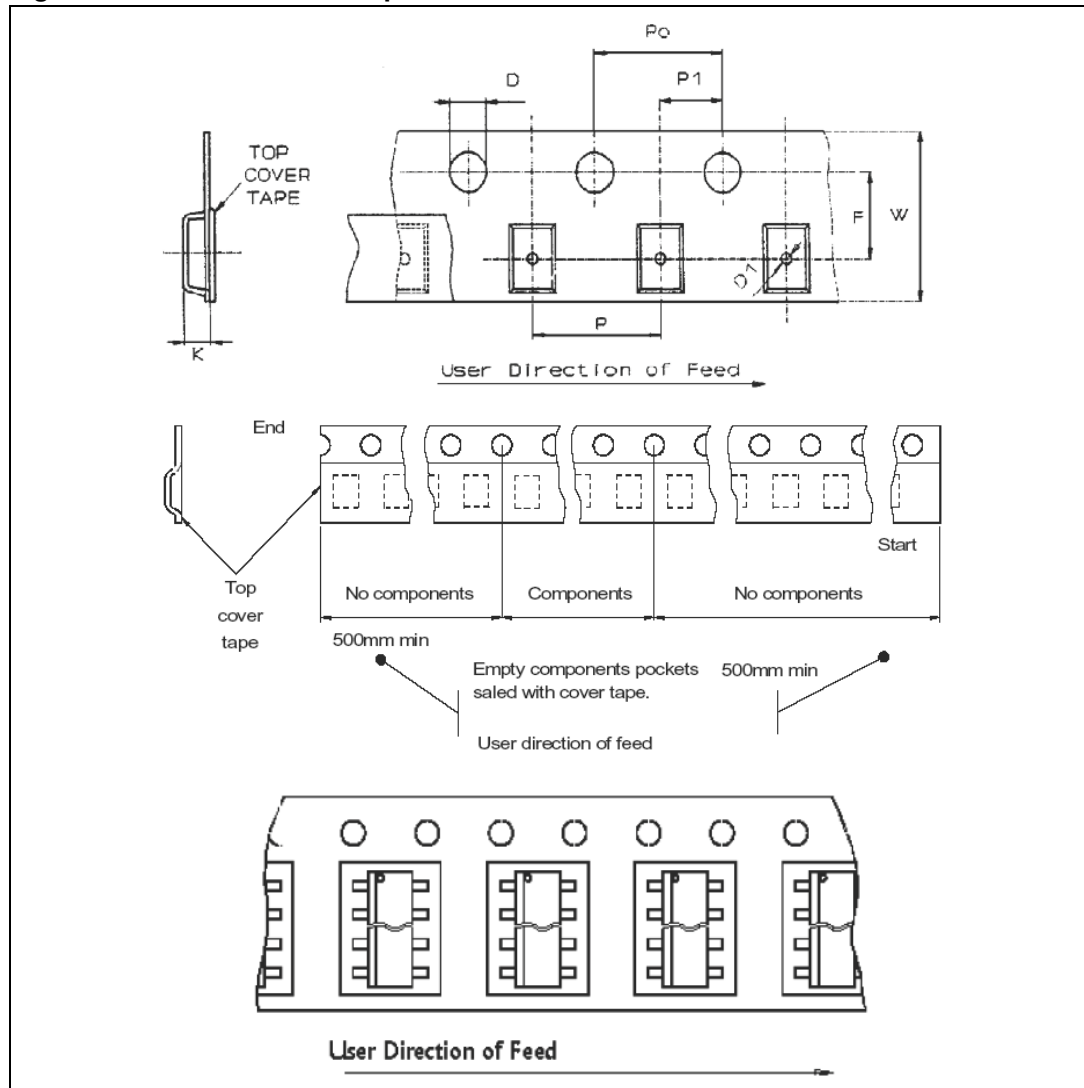 Po
D
P1
TOP
COVER
TAPE
F
W
D1
P
K
User Direction of Feed
End
Start
Top
cover
tape
No components
Components
No components
500mm min
Empty components pockets
saled with cover tape.
500mm min
User direction of feed
User Direction of Feed